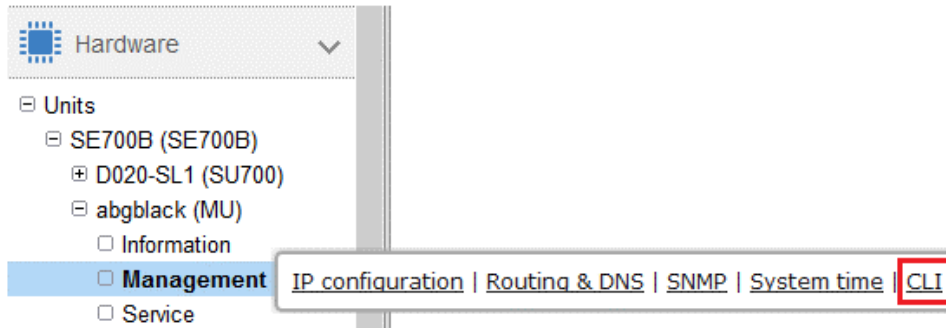 Hardware
Units
SE700B (SE700B)
D020-SL1 (SU700)
abgblack (MU)
Information
Management IP configuration | Routing & DNS | SNMP | System time | CLI
Service